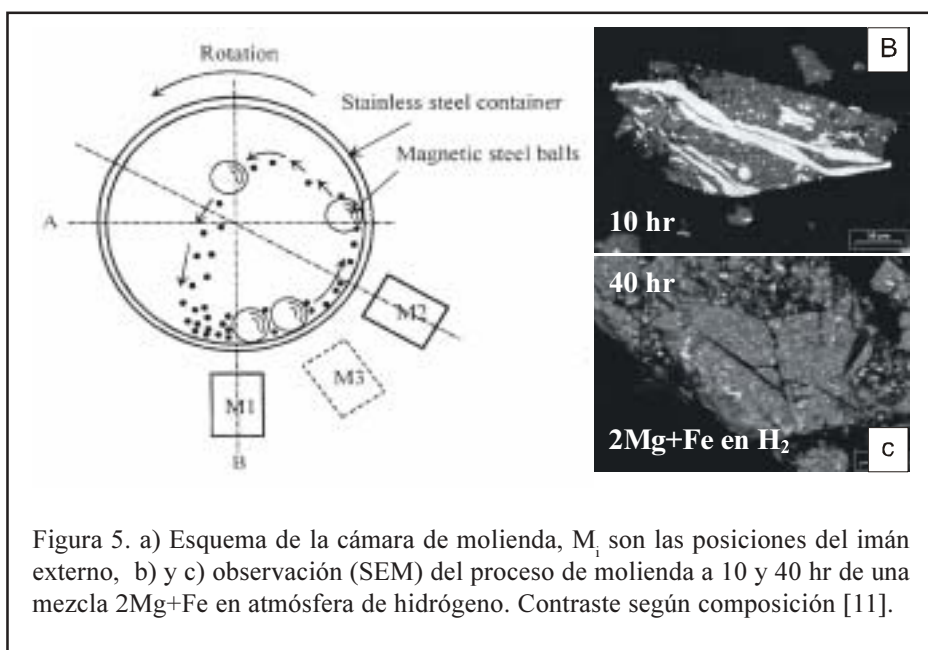 Rotation
Stainless steel container
Magnetic steel balls
A
M2
M3
M1
B
B
10 hr
40 hr
2Mg+Fe en H₂
c
Figura 5. a) Esquema de la cámara de molienda, Mᵢ son las posiciones del imán
externo, b) y c) observación (SEM) del proceso de molienda a 10 y 40 hr de una
mezcla 2Mg+Fe en atmósfera de hidrógeno. Contraste según composición [11].